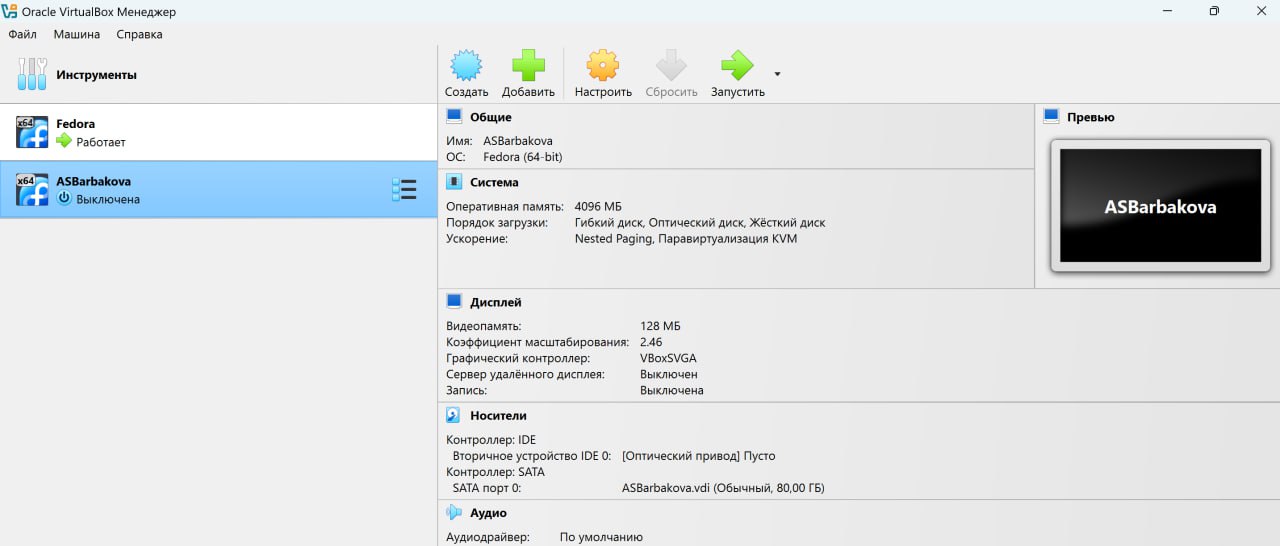 Oracle VirtualBox Менеджер
Файл Машина Справка
Инструменты
Создать Добавить Настроить Сбросить Запустить
x64 Fedora
Работает
x64 ASBarbakova
Выключена
Общие
Имя: ASBarbakova
ОС: Fedora (64-bit)
Система
Оперативная память: 4096 МБ
Порядок загрузки: Гибкий диск, Оптический диск, Жёсткий диск
Ускорение: Nested Paging, Паравиртуализация KVM
Превью
ASBarbakova
Дисплей
Видеопамять: 128 МБ
Коэффициент масштабирования: 2.46
Графический контроллер: VBoxSVGA
Сервер удалённого дисплея: Выключен
Запись: Выключена
Носители
Контроллер: IDE
Вторичное устройство IDE 0: [Оптический привод] Пусто
Контроллер: SATA
SATA порт 0: ASBarbakova.vdi (Обычный, 80,00 ГБ)
Аудио
Аудиодрайвер: По умолчанию